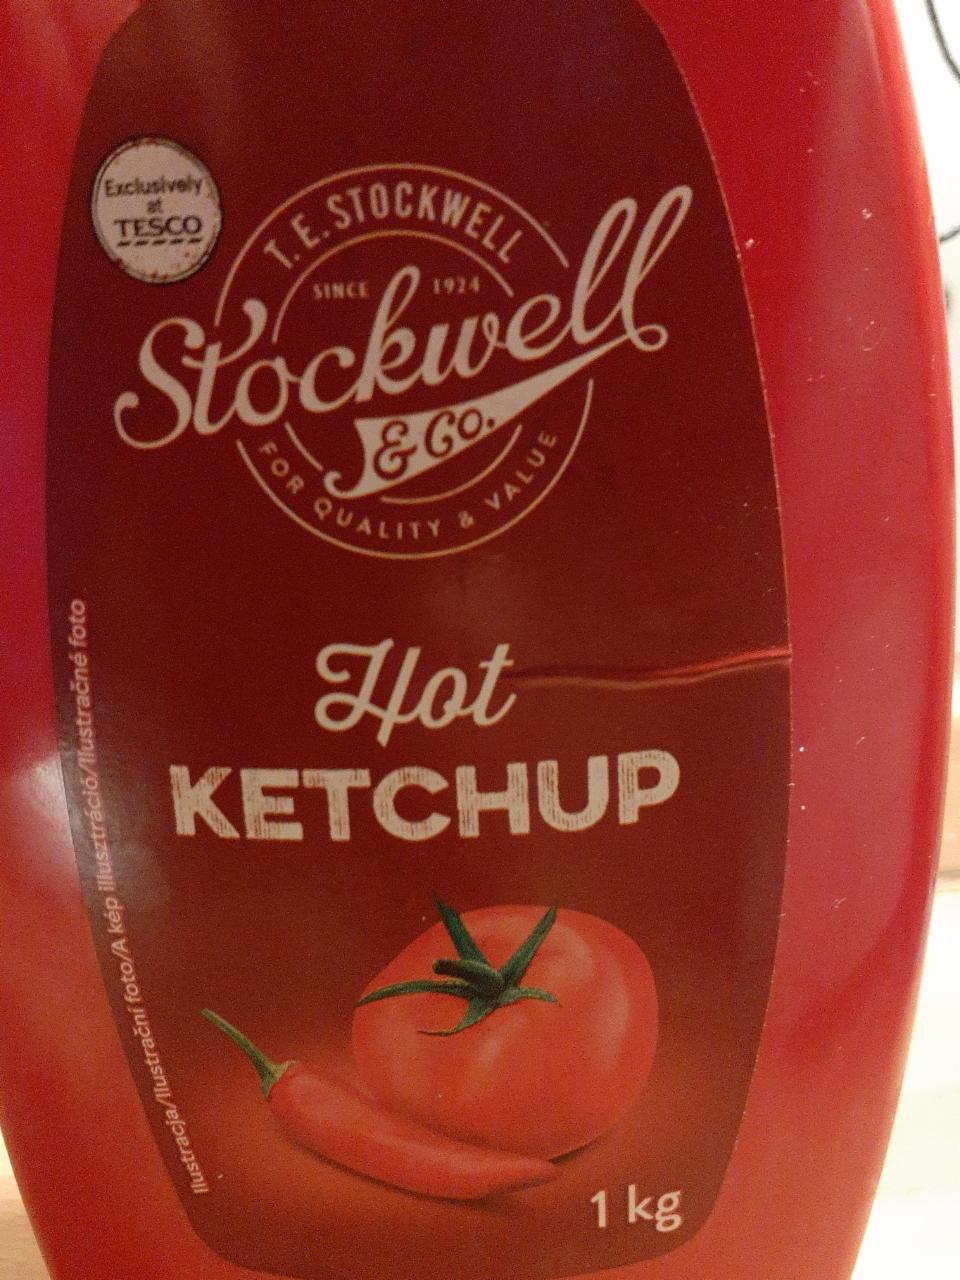 Exclusively
at
TESCO
T. E. STOCKWELL
SINCE 1924
Stockwell
& Co.
FOR QUALITY & VALUE
Hot
KETCHUP
Ilustracja/Ilustrační foto/A kép illusztráció/Ilustračné foto
1 kg